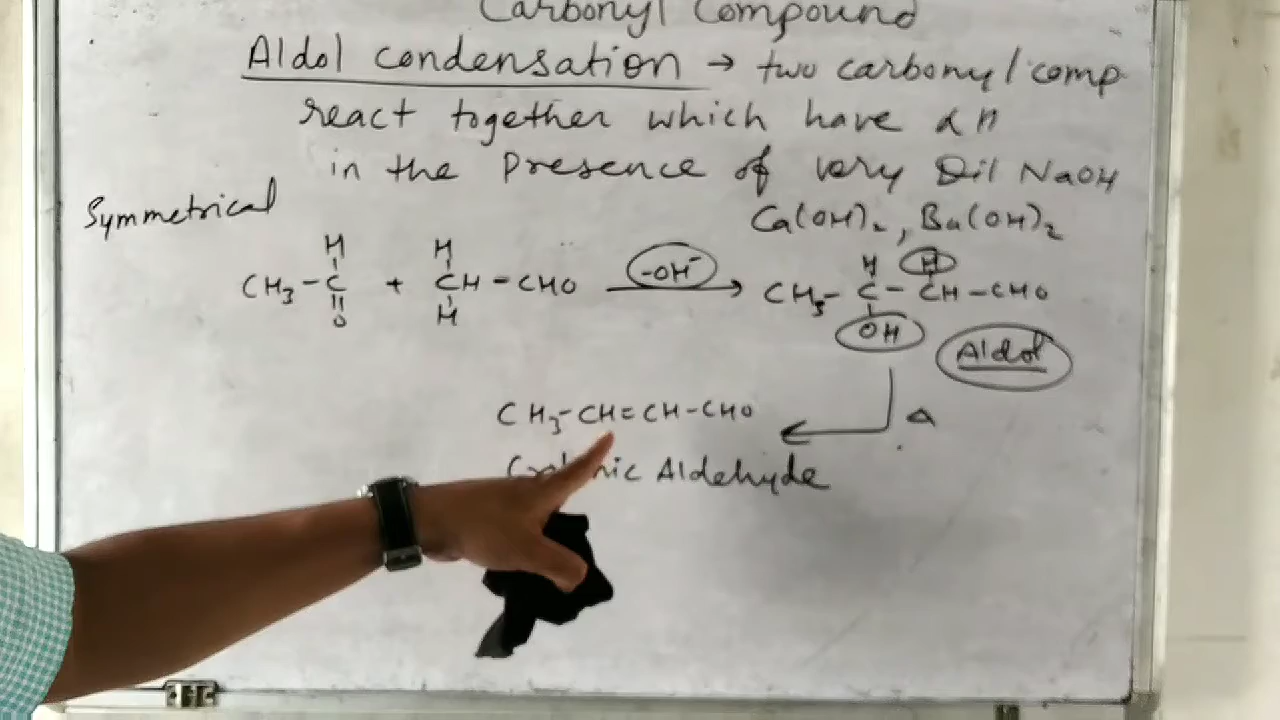 Carbonyl Compound
Aldol condensation → two carbonyl comp
react together which have α H
in the Presence of very Dil NaOH
Symmetrical
Ca(OH)₂, Ba(OH)₂
H H H H
CH₃-C + CH-CHO -OH⁻ → CH₃-C-CH-CHO
O H OH
Aldol
CH₃-CH=CH-CHO Δ
Aldehyde